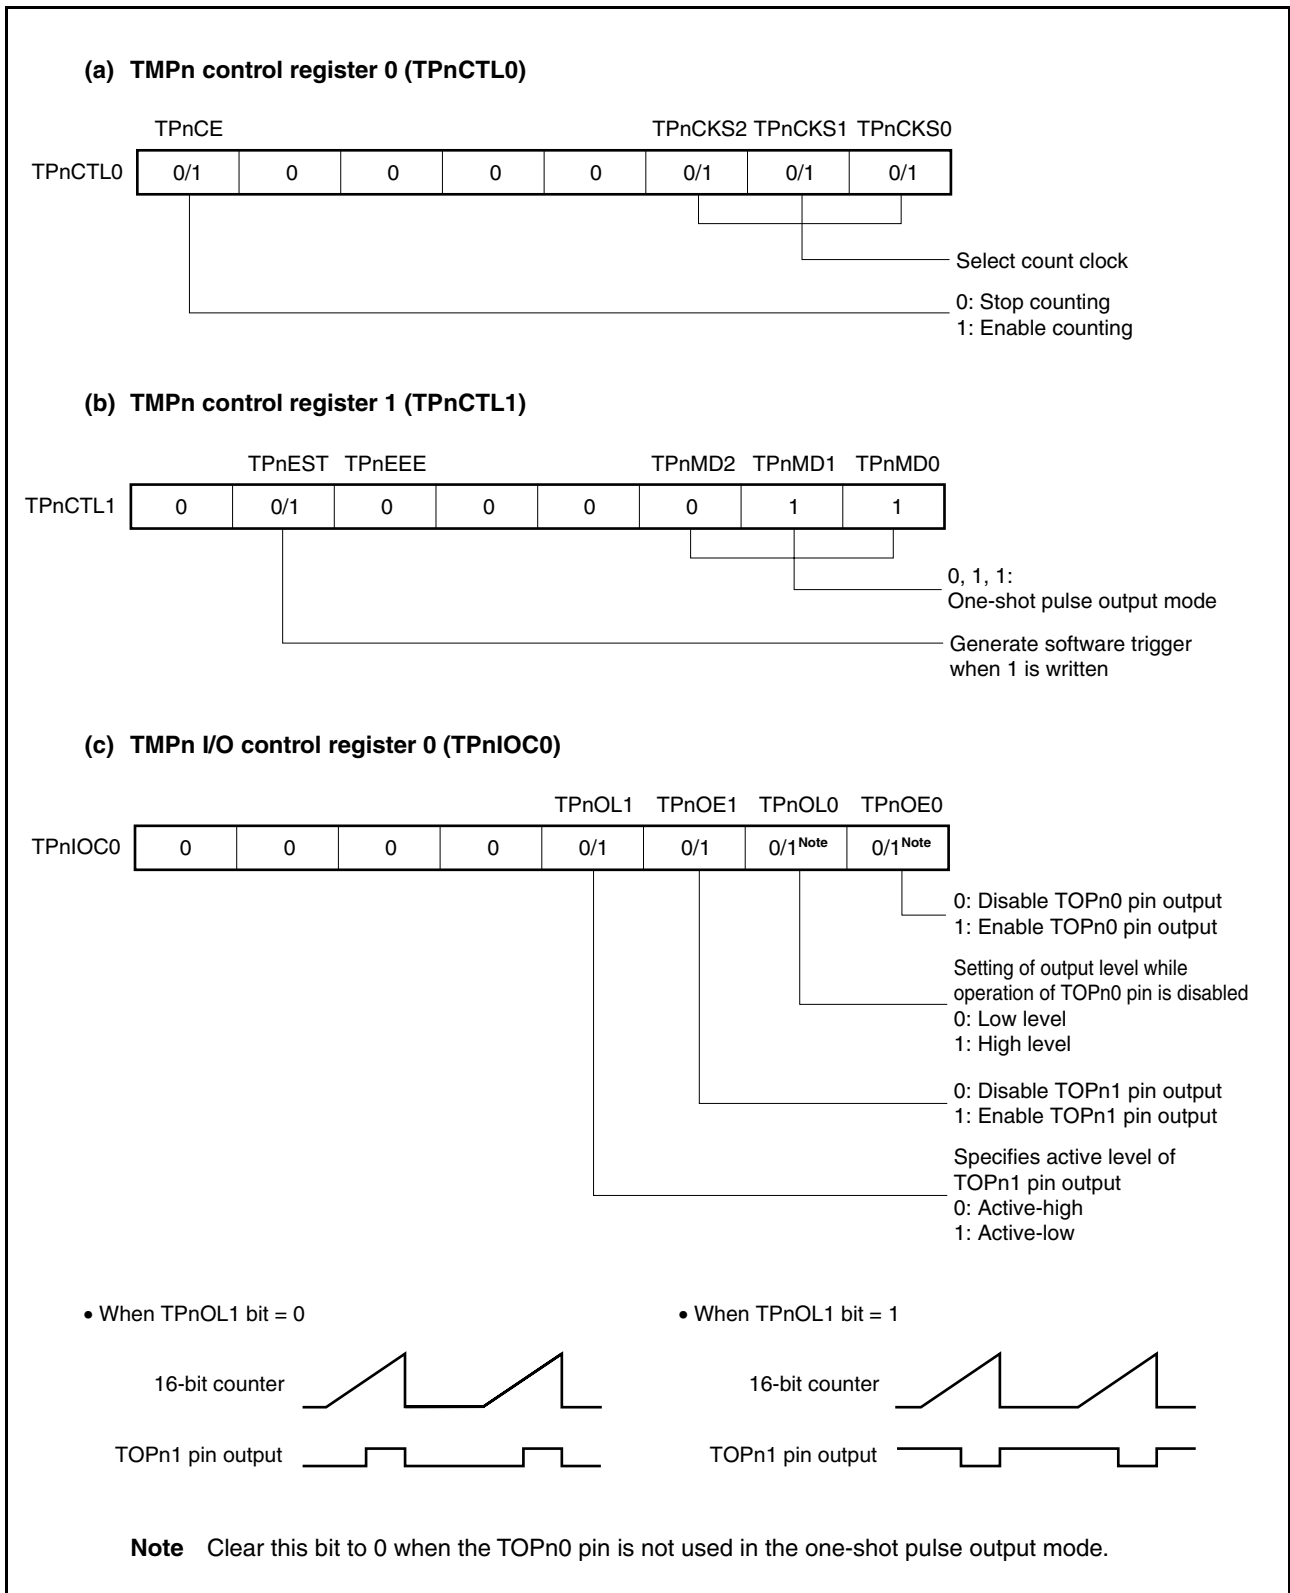 (a) TMPn control register 0 (TPnCTL0)
TPnCE TPnCKS2 TPnCKS1 TPnCKS0
TPnCTL0 0/1 0 0 0 0 0/1 0/1 0/1
Select count clock
0: Stop counting
1: Enable counting
(b) TMPn control register 1 (TPnCTL1)
TPnEST TPnEEE TPnMD2 TPnMD1 TPnMD0
TPnCTL1 0 0/1 0 0 0 0 1 1
0, 1, 1:
One-shot pulse output mode
Generate software trigger
when 1 is written
(c) TMPn I/O control register 0 (TPnIOC0)
TPnOL1 TPnOE1 TPnOL0 TPnOE0
TPnIOC0 0 0 0 0 0/1 0/1 0/1Note 0/1Note
0: Disable TOPn0 pin output
1: Enable TOPn0 pin output
Setting of output level while
operation of TOPn0 pin is disabled
0: Low level
1: High level
0: Disable TOPn1 pin output
1: Enable TOPn1 pin output
Specifies active level of
TOPn1 pin output
0: Active-high
1: Active-low
• When TPnOL1 bit = 0 • When TPnOL1 bit = 1
16-bit counter 16-bit counter
TOPn1 pin output TOPn1 pin output
Note Clear this bit to 0 when the TOPn0 pin is not used in the one-shot pulse output mode.